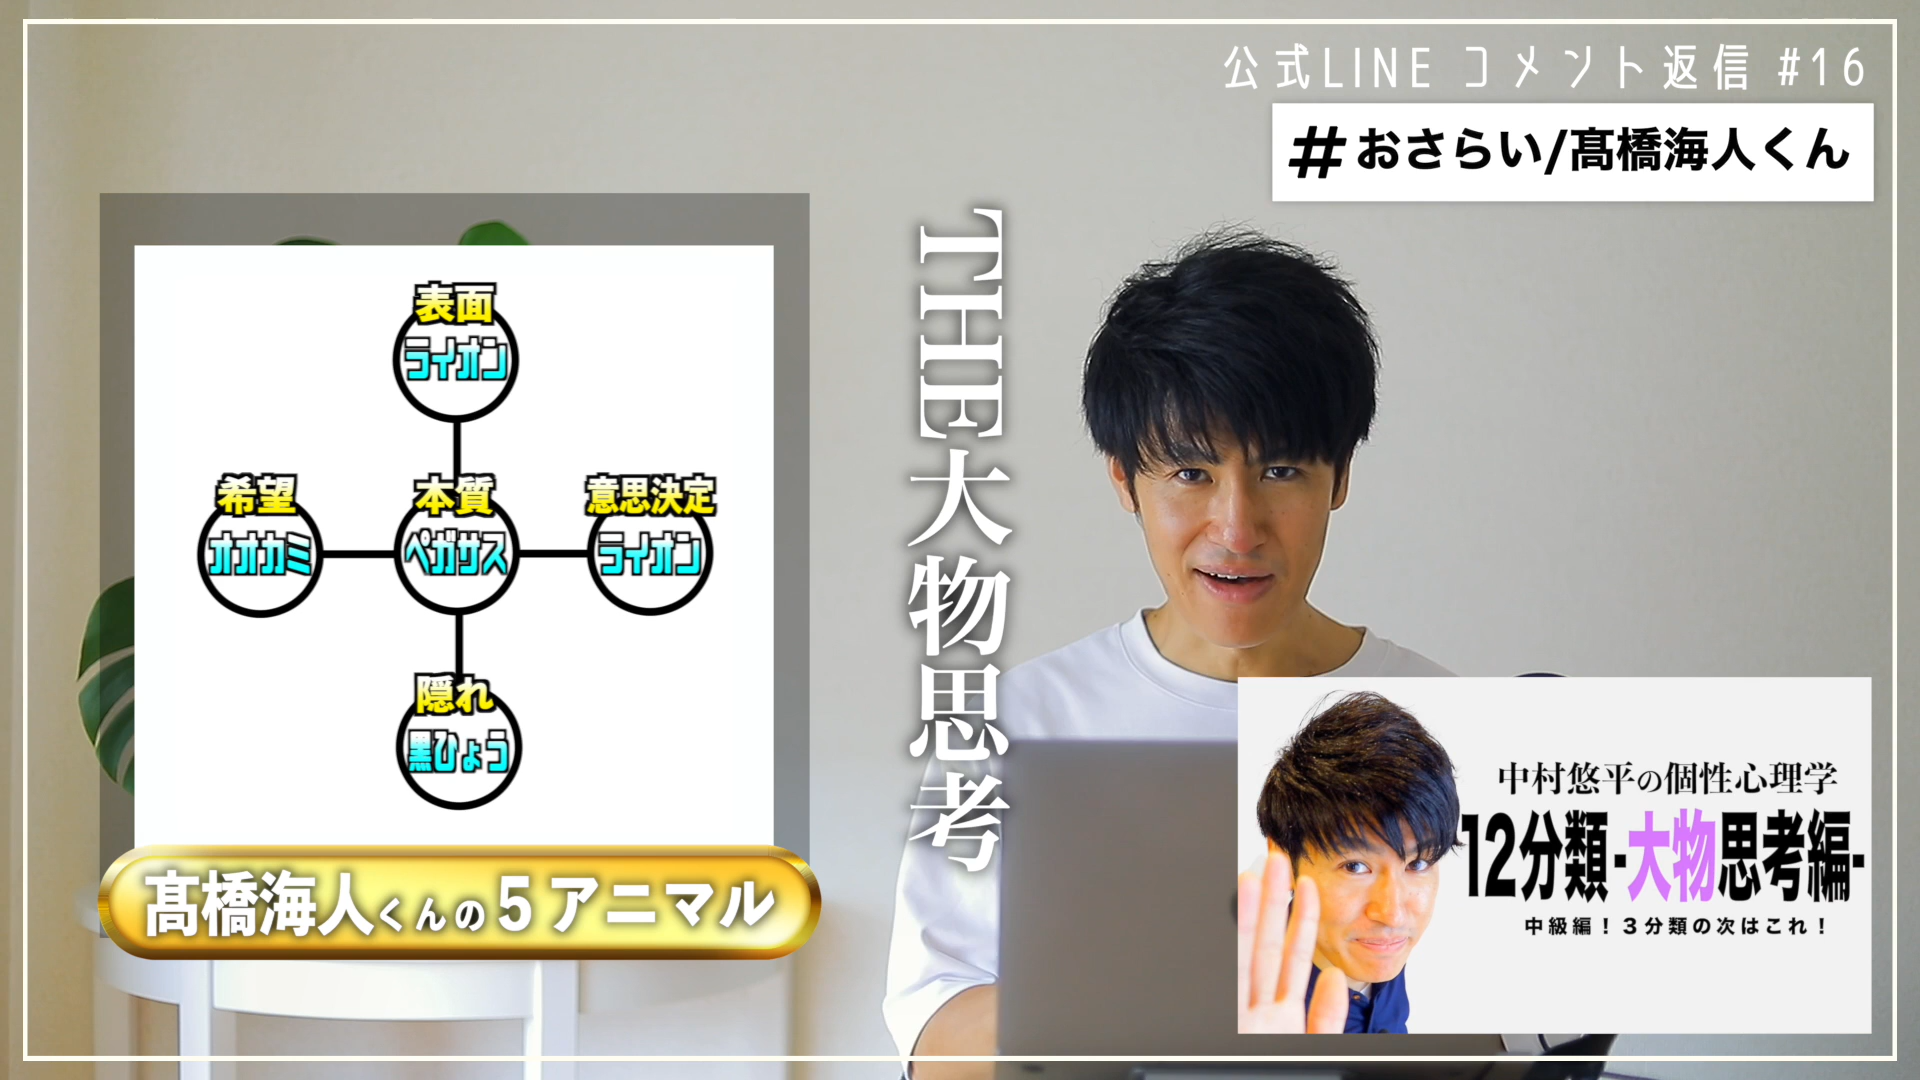 公式LINE コメント返信 #16
#おさらい/髙橋海人くん
表面
ライオン
希望
オオカミ
本質
ペガサス
意思決定
ライオン
隠れ
黒ひょう
髙橋海人くんの5アニマル
THE大物思考
中村悠平の個性心理学
12分類-大物思考編-
中級編！3分類の次はこれ！